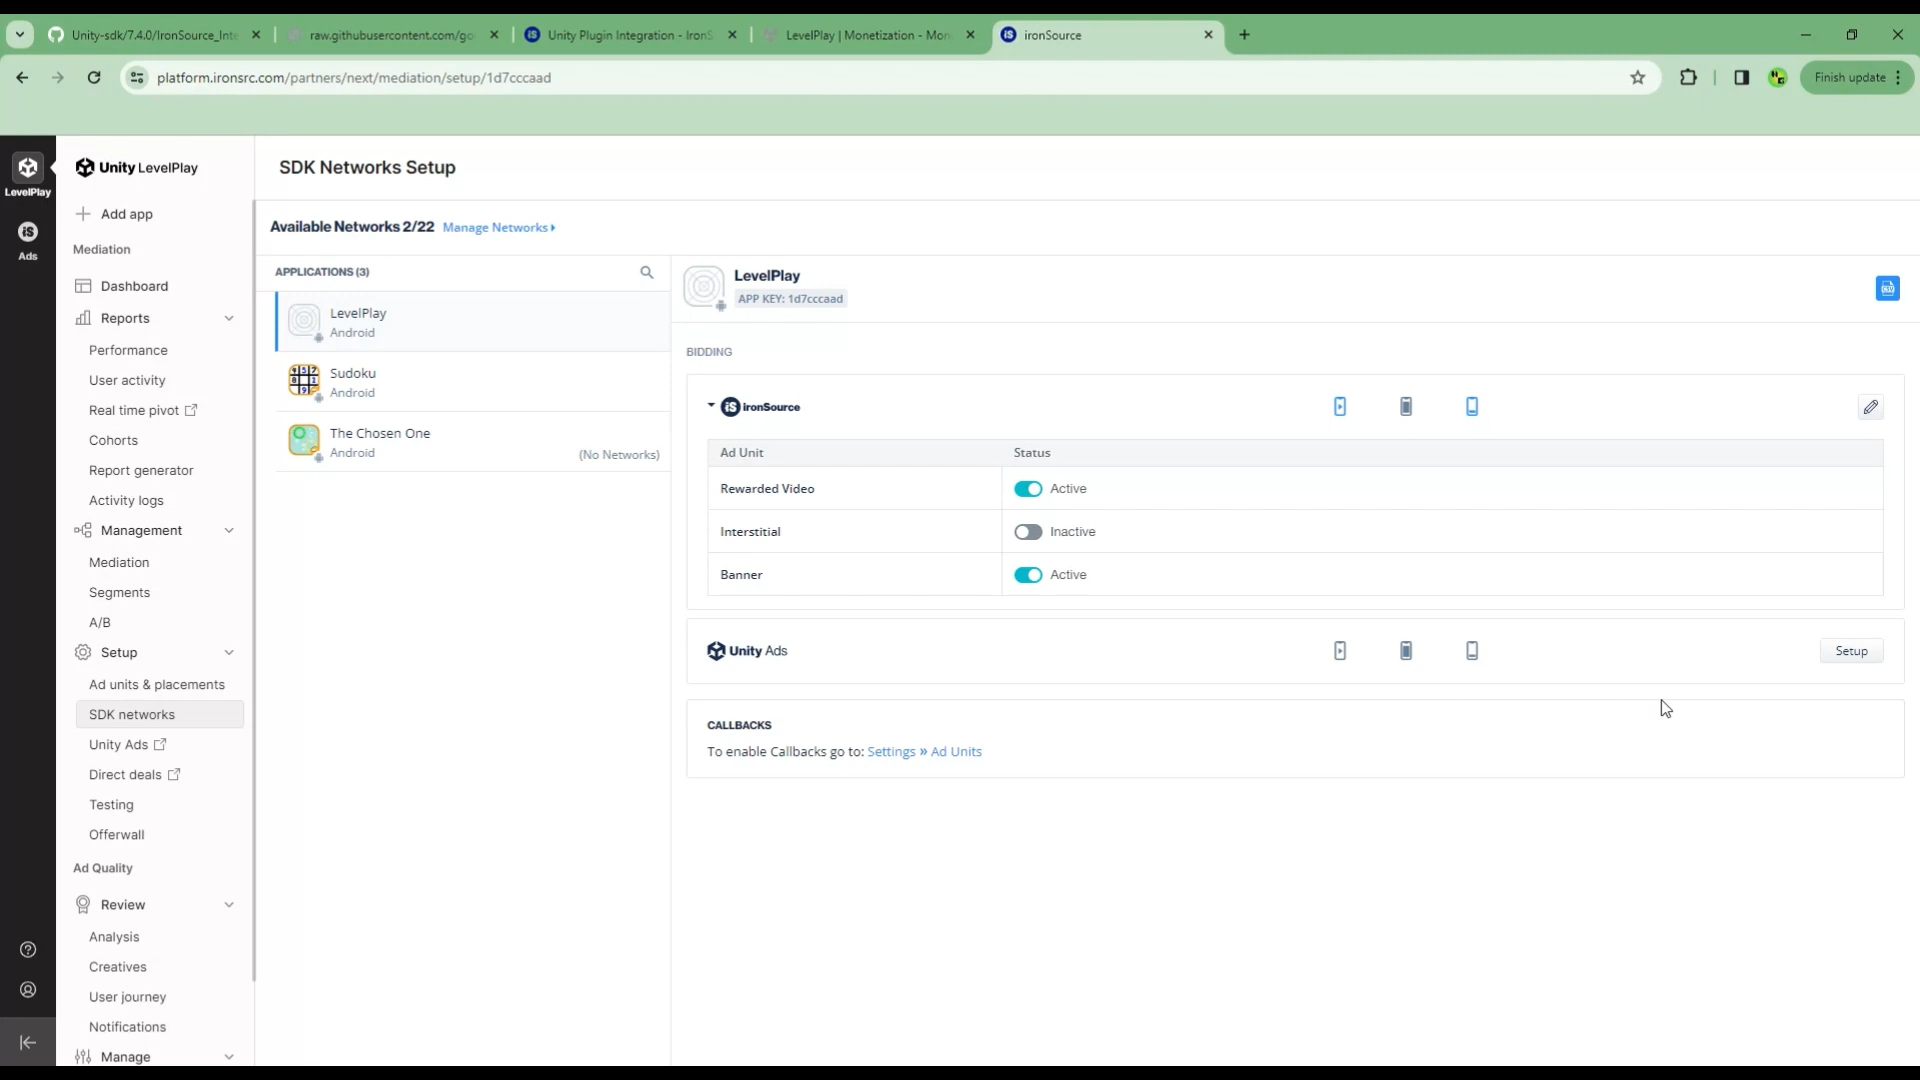 Unity-sdk/7.4.0/IronSource_Inte
raw.githubusercontent.com/go
Unity Plugin Integration - IronS
LevelPlay | Monetization - Mon
ironSource
platform.ironsrc.com/partners/next/mediation/setup/1d7cccaad
Finish update
LevelPlay
Ads
Unity LevelPlay
Add app
Mediation
Dashboard
Reports
Performance
User activity
Real time pivot
Cohorts
Report generator
Activity logs
Management
Mediation
Segments
A/B
Setup
Ad units & placements
SDK networks
Unity Ads
Direct deals
Testing
Offerwall
Ad Quality
Review
Analysis
Creatives
User journey
Notifications
Manage
SDK Networks Setup
Available Networks 2/22 Manage Networks
APPLICATIONS (3)
LevelPlay
Android
Sudoku
Android
The Chosen One
Android
(No Networks)
LevelPlay
APP KEY: 1d7cccaad
BIDDING
ironSource
Ad Unit Status
Rewarded Video Active
Interstitial Inactive
Banner Active
Unity Ads
Setup
CALLBACKS
To enable Callbacks go to: Settings » Ad Units